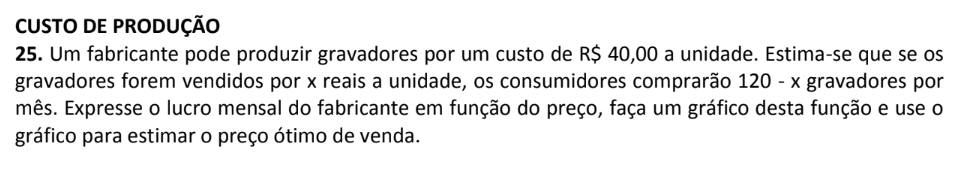 CUSTO DE PRODUÇÃO
25. Um fabricante pode produzir gravadores por um custo de R$ 40,00 a unidade. Estima-se que se os
gravadores forem vendidos por x reais a unidade, os consumidores comprarão 120 - x gravadores por
mês. Expresse o lucro mensal do fabricante em função do preço, faça um gráfico desta função e use o
gráfico para estimar o preço ótimo de venda.